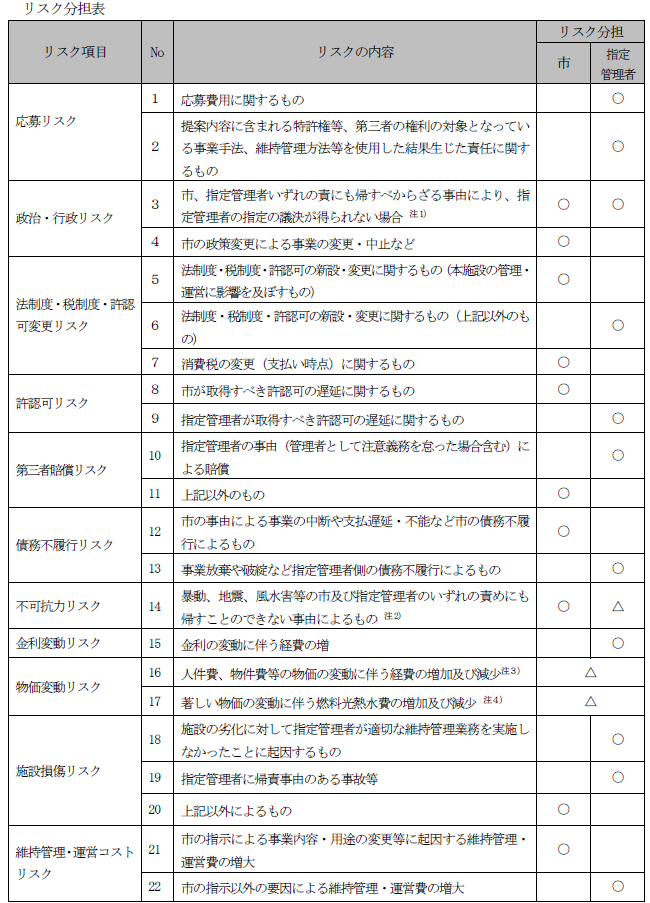 リスク分担表
リスク項目 No リスクの内容 リスク分担
市 指定
管理者
応募リスク
1 応募費用に関するもの ○
2 提案内容に含まれる特許権等、第三者の権利の対象となってい
る事業手法、維持管理方法等を使用した結果生じた責任に関す
るもの ○
政治・行政リスク
3 市、指定管理者いずれの責にも帰すべからざる事由により、指
定管理者の指定の議決が得られない場合 注1) ○ ○
4 市の政策変更による事業の変更・中止など ○
法制度・税制度・許認
可変更リスク
5 法制度・税制度・許認可の新設・変更に関するもの（本施設の管理・
運営に影響を及ぼすもの） ○
6 法制度・税制度・許認可の新設・変更に関するもの（上記以外のも
の） ○
7 消費税の変更（支払い時点）に関するもの ○
許認可リスク
8 市が取得すべき許認可の遅延に関するもの ○
9 指定管理者が取得すべき許認可の遅延に関するもの ○
第三者賠償リスク
10 指定管理者の事由（管理者として注意義務を怠った場合含む）に
よる賠償 ○
11 上記以外のもの ○
債務不履行リスク
12 市の事由による事業の中断や支払遅延・不能など市の債務不履
行によるもの ○
13 事業放棄や破綻など指定管理者側の債務不履行によるもの ○
不可抗力リスク
14 暴動、地震、風水害等の市及び指定管理者のいずれの責めにも
帰すことのできない事由によるもの 注2) ○ △
金利変動リスク 15 金利の変動に伴う経費の増 ○
物価変動リスク
16 人件費、物件費等の物価の変動に伴う経費の増加及び減少注3) △
17 著しい物価の変動に伴う燃料光熱水費の増加及び減少 注4) △
施設損傷リスク
18 施設の劣化に対して指定管理者が適切な維持管理業務を実施し
なかったことに起因するもの ○
19 指定管理者に帰責事由のある事故等 ○
20 上記以外によるもの ○
維持管理・運営コスト
リスク
21 市の指示による事業内容・用途の変更等に起因する維持管理・
運営費の増大 ○
22 市の指示以外の要因による維持管理・運営費の増大 ○